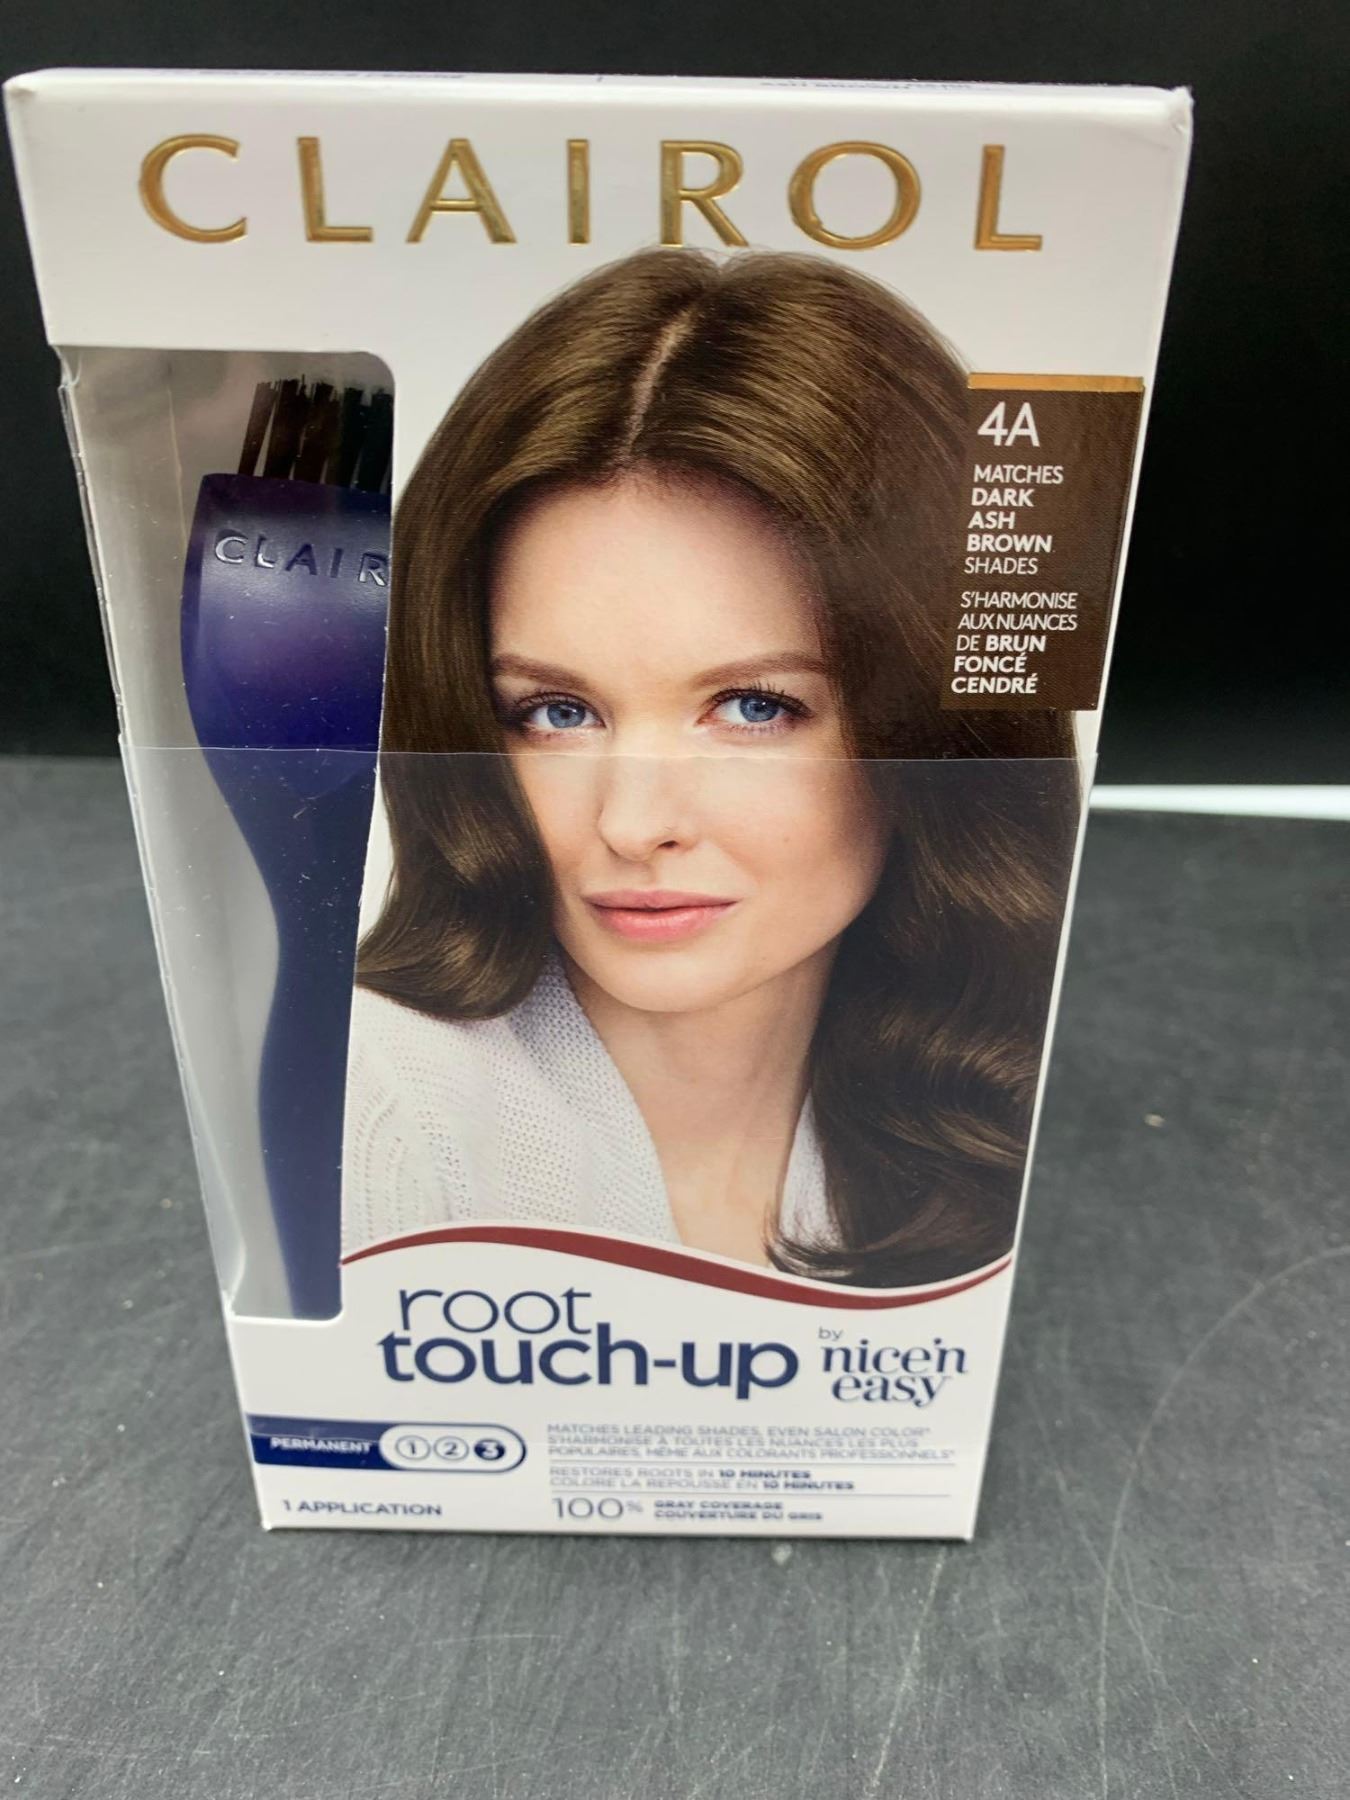 CLAIROL
CLAIR
4A
MATCHES
DARK
ASH
BROWN
SHADES
S'HARMONISE
AUX NUANCES
DE BRUN
FONCÉ
CENDRÉ
root
touch-up
by
nice'n
easy
PERMANENT 1 2 3
1 APPLICATION
MATCHES LEADING SHADES, EVEN SALON COLOR*
S'HARMONISE À TOUTES LES NUANCES LES PLUS
POPULAIRES, MÊME AUX COLORANTS PROFESSIONNELS*
RESTORES ROOTS IN 10 MINUTES
COLORE LA REPOUSSE EN 10 MINUTES
100% GRAY COVERAGE
COUVERTURE DU GRIS